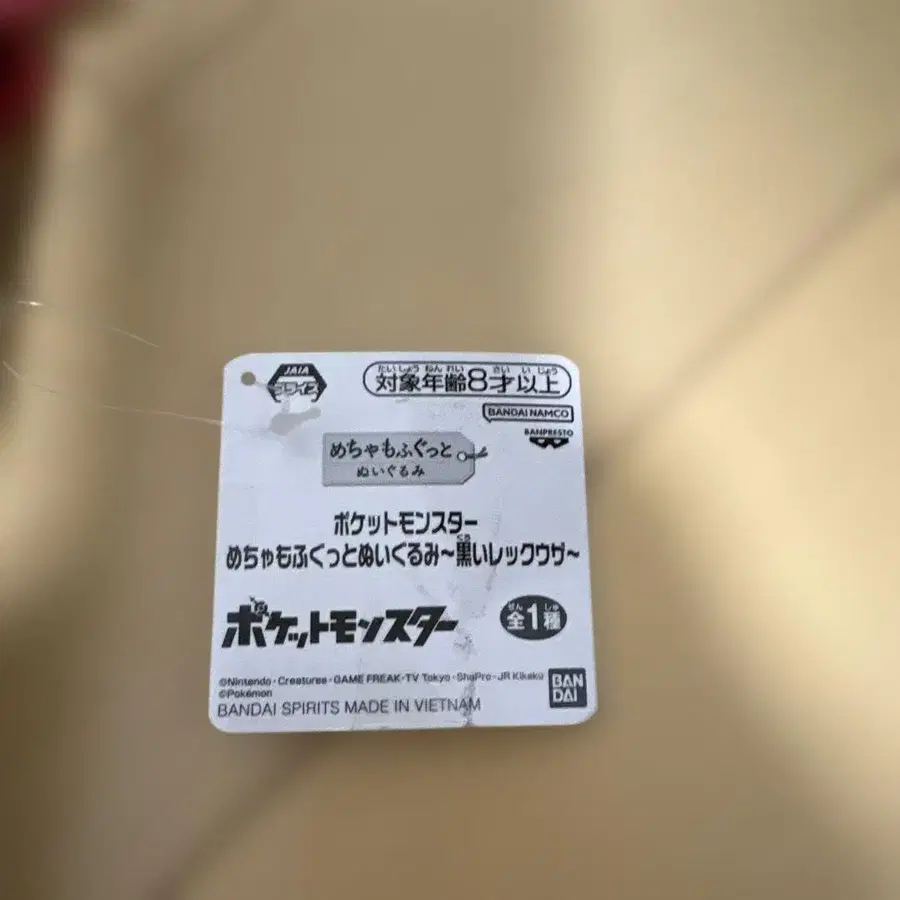 JAIA
プライズ
たいしょうねんれい さい いじょう
対象年齢8才以上
BANDAI NAMCO
BANPRESTO
めちゃもふぐっと
ぬいぐるみ
ポケットモンスター
くろ
めちゃもふぐっとぬいぐるみ〜黒いレックウザ〜
ポケットモンスター
ぜん しゅ
全1種
©Nintendo・Creatures・GAME FREAK・TV Tokyo・ShoPro・JR Kikaku
©Pokémon
BANDAI SPIRITS MADE IN VIETNAM
BAN
DAI